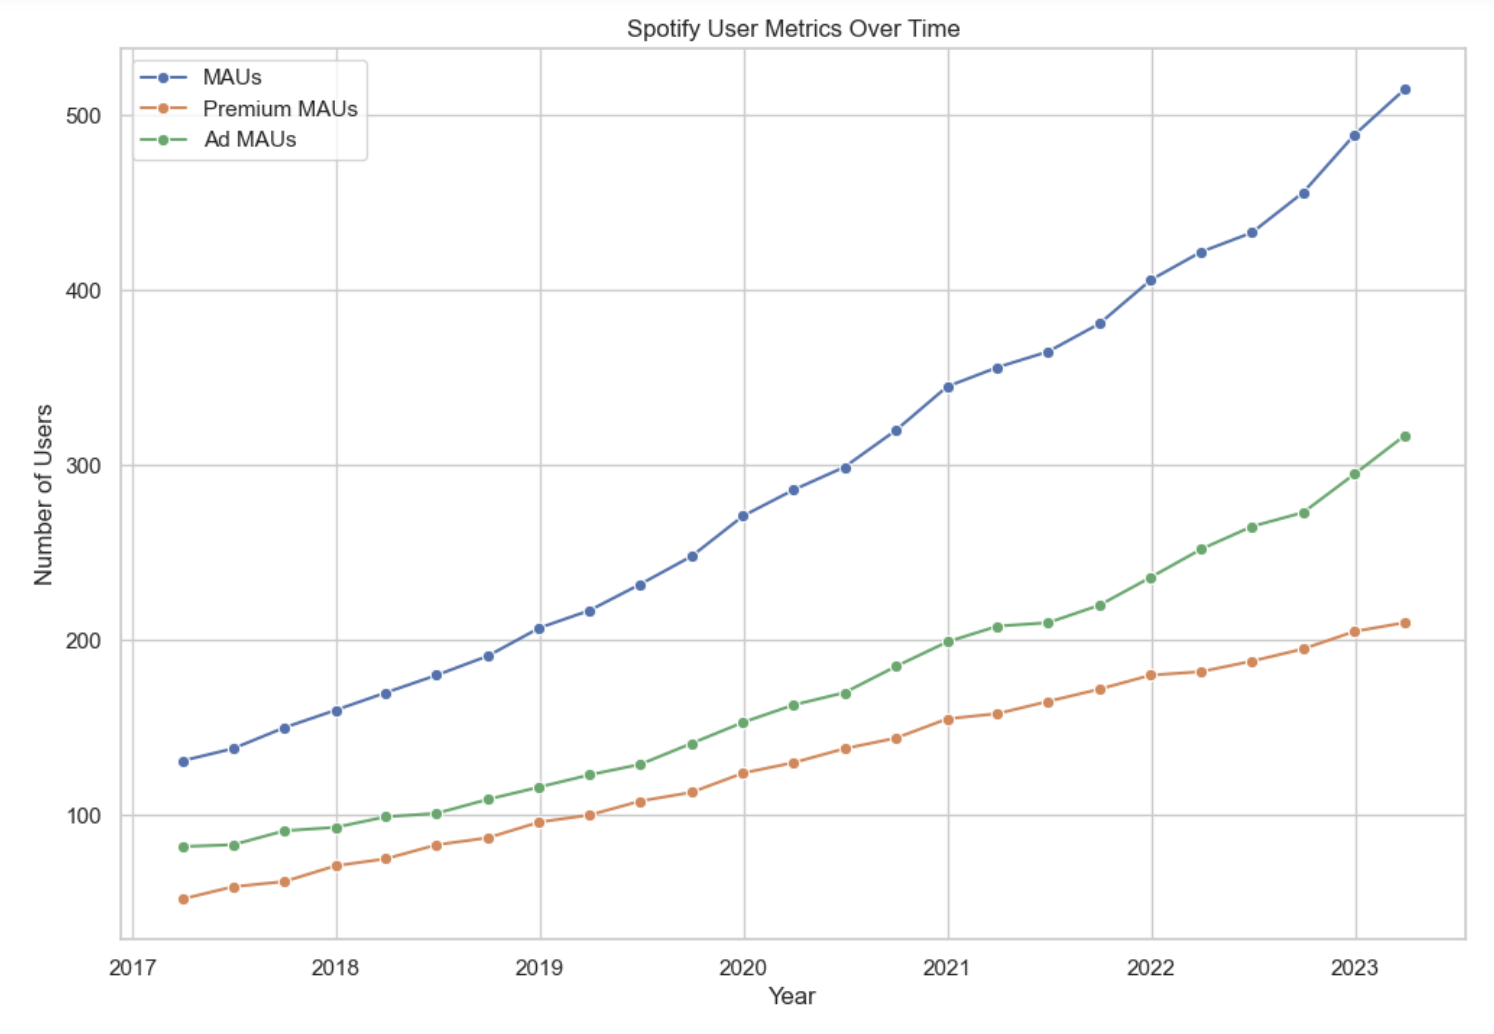 Spotify User Metrics Over Time
MAUs
Premium MAUs
Ad MAUs
500
400
300
200
100
Number of Users
2017 2018 2019 2020 2021 2022 2023
Year